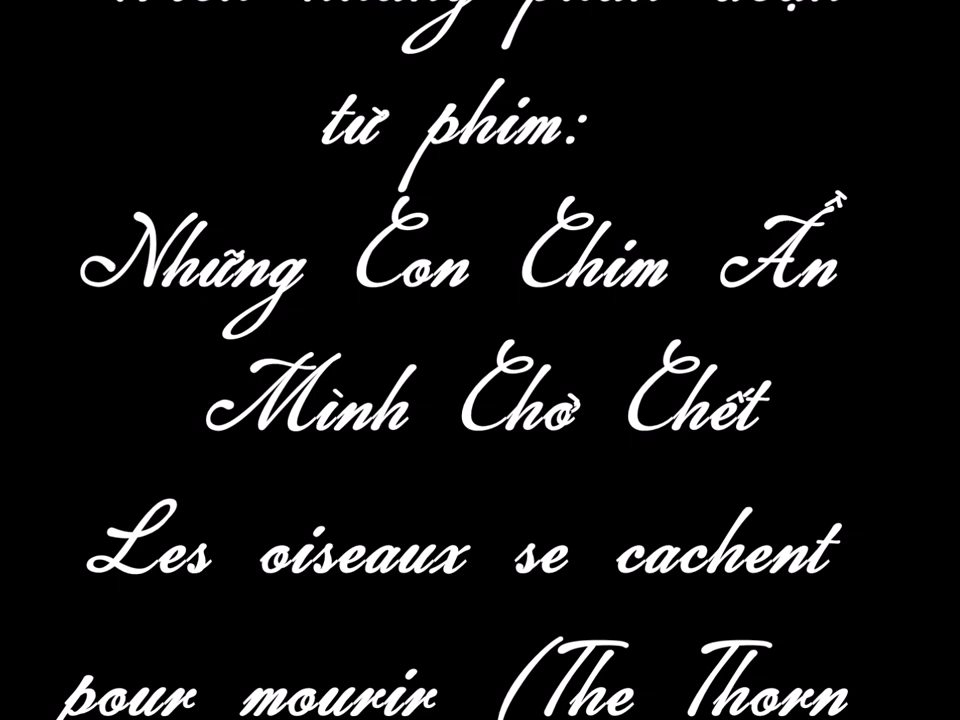 từ phim:
Những Con Chim Ẩn
Mình Chờ Chết
Les oiseaux se cachent
pour mourir (The Thorn